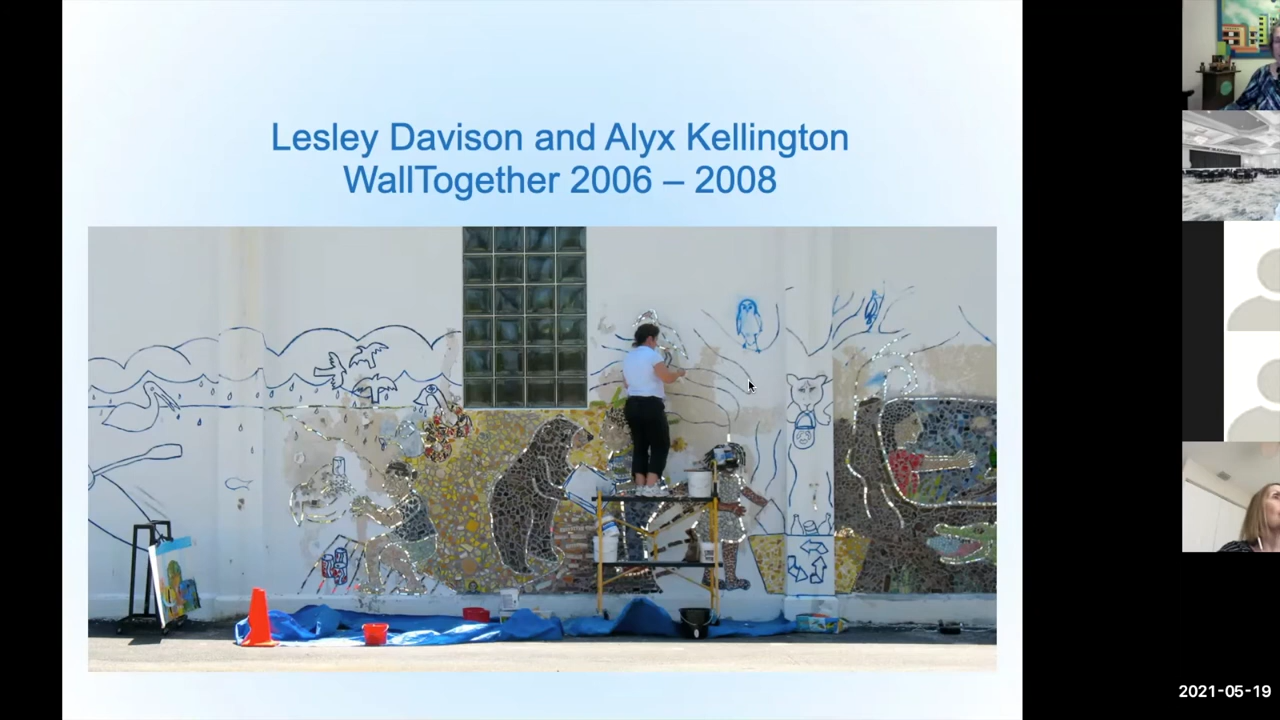 Lesley Davison and Alyx Kellington
WallTogether 2006 – 2008
2021-05-19